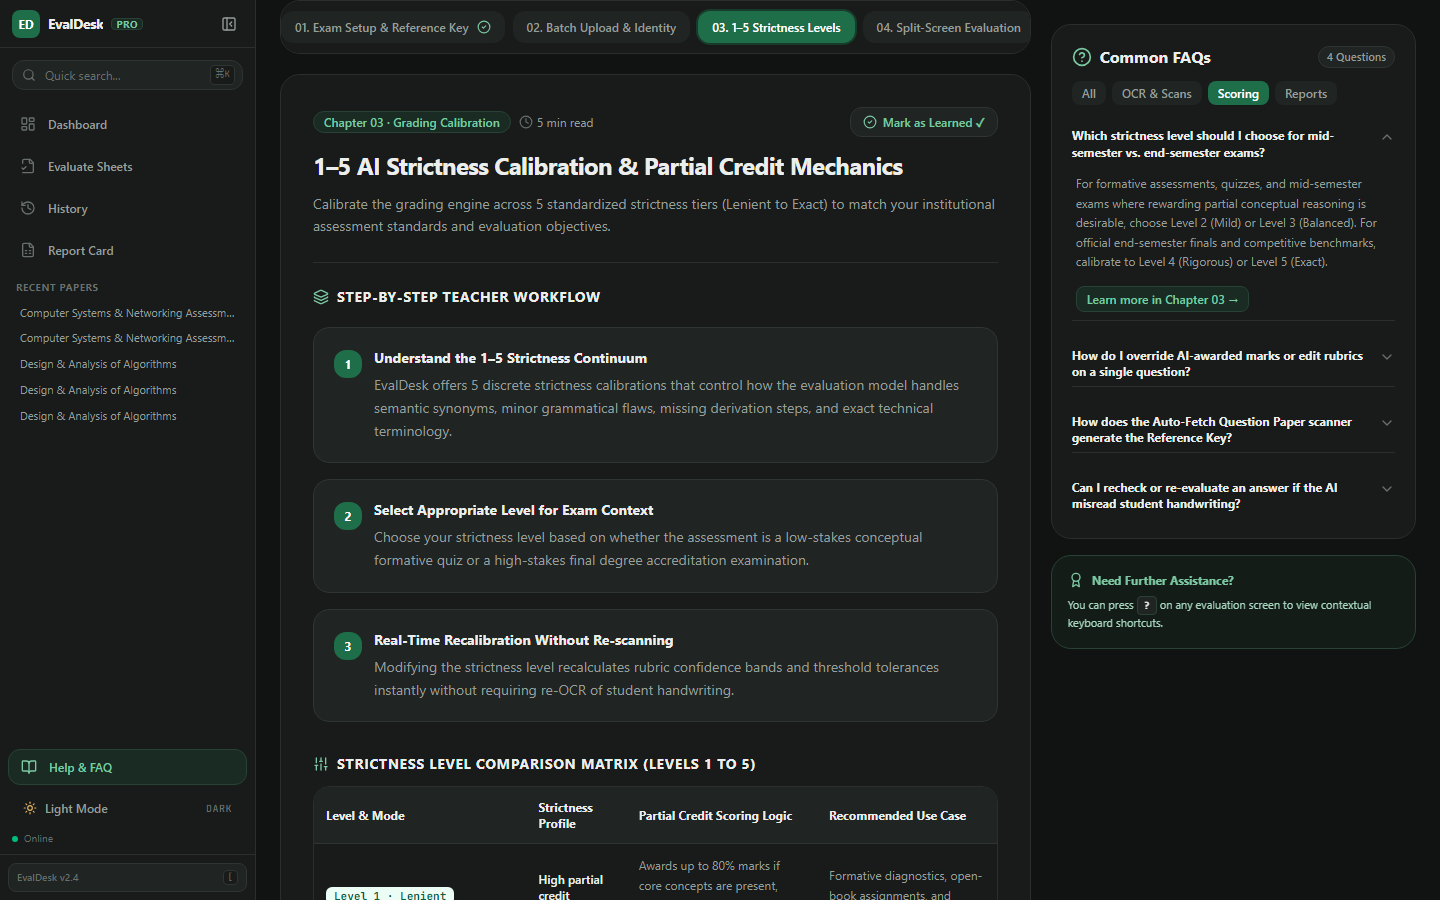 ED EvalDesk PRO
Quick search... ⌘K
Dashboard
Evaluate Sheets
History
Report Card
RECENT PAPERS
Computer Systems & Networking Assessm...
Computer Systems & Networking Assessm...
Design & Analysis of Algorithms
Design & Analysis of Algorithms
Design & Analysis of Algorithms
Help & FAQ
Light Mode DARK
Online
EvalDesk v2.4 [
01. Exam Setup & Reference Key
02. Batch Upload & Identity
03. 1–5 Strictness Levels
04. Split-Screen Evaluation
Chapter 03 · Grading Calibration
5 min read
Mark as Learned ✓
1–5 AI Strictness Calibration & Partial Credit Mechanics
Calibrate the grading engine across 5 standardized strictness tiers (Lenient to Exact) to match your institutional
assessment standards and evaluation objectives.
STEP-BY-STEP TEACHER WORKFLOW
1
Understand the 1–5 Strictness Continuum
EvalDesk offers 5 discrete strictness calibrations that control how the evaluation model handles
semantic synonyms, minor grammatical flaws, missing derivation steps, and exact technical
terminology.
2
Select Appropriate Level for Exam Context
Choose your strictness level based on whether the assessment is a low-stakes conceptual
formative quiz or a high-stakes final degree accreditation examination.
3
Real-Time Recalibration Without Re-scanning
Modifying the strictness level recalculates rubric confidence bands and threshold tolerances
instantly without requiring re-OCR of student handwriting.
STRICTNESS LEVEL COMPARISON MATRIX (LEVELS 1 TO 5)
Level & Mode
Strictness
Profile
Partial Credit Scoring Logic
Recommended Use Case
Level 1 · Lenient
High partial
credit
Awards up to 80% marks if
core concepts are present,
Formative diagnostics, open-
book assignments, and
Common FAQs
4 Questions
All
OCR & Scans
Scoring
Reports
Which strictness level should I choose for mid-
semester vs. end-semester exams?
For formative assessments, quizzes, and mid-semester
exams where rewarding partial conceptual reasoning is
desirable, choose Level 2 (Mild) or Level 3 (Balanced). For
official end-semester finals and competitive benchmarks,
calibrate to Level 4 (Rigorous) or Level 5 (Exact).
Learn more in Chapter 03 →
How do I override AI-awarded marks or edit rubrics
on a single question?
How does the Auto-Fetch Question Paper scanner
generate the Reference Key?
Can I recheck or re-evaluate an answer if the AI
misread student handwriting?
Need Further Assistance?
You can press ? on any evaluation screen to view contextual
keyboard shortcuts.